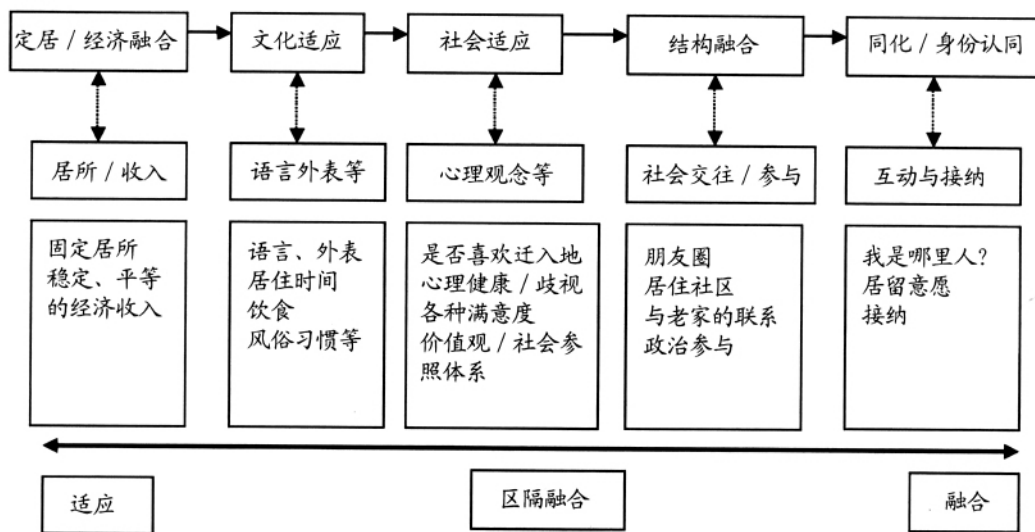 定居 / 经济融合
文化适应
社会适应
结构融合
同化 / 身份认同
居所 / 收入
语言外表等
心理观念等
社会交往 / 参与
互动与接纳
固定居所
稳定、平等
的经济收入
语言、外表
居住时间
饮食
风俗习惯等
是否喜欢迁入地
心理健康 / 歧视
各种满意度
价值观 / 社会参
照体系
朋友圈
居住社区
与老家的联系
政治参与
我是哪里人?
居留意愿
接纳
适应
区隔融合
融合